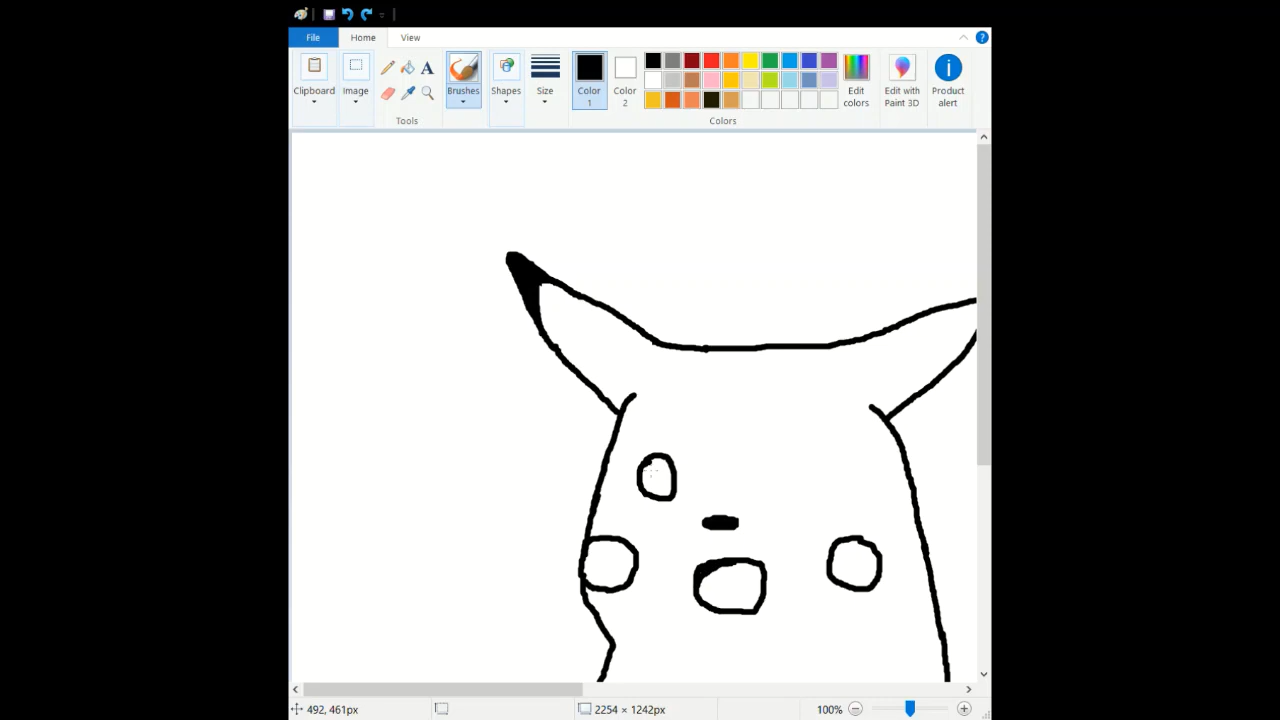 File Home View
Clipboard Image Tools Brushes Shapes Size Color 1 Color 2 Colors Edit colors Edit with Paint 3D Product alert
A
492, 461px 2254 × 1242px 100%